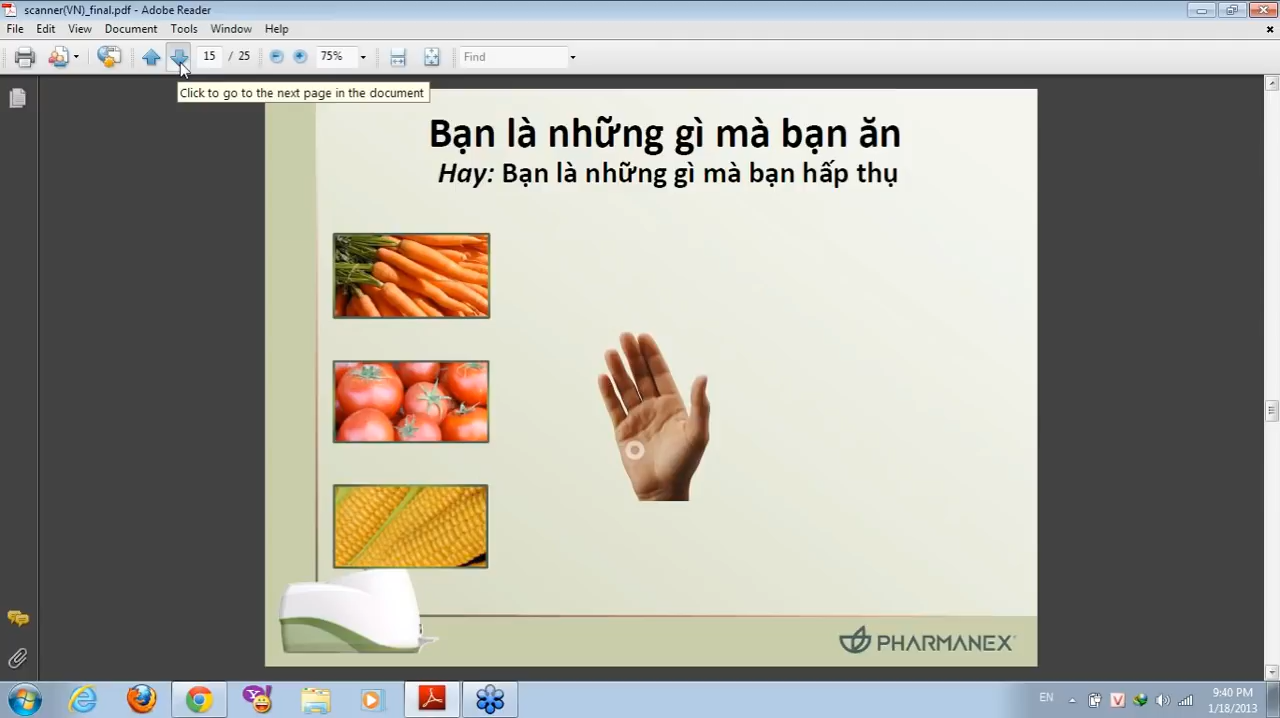 scanner(VN)_final.pdf - Adobe Reader
File Edit View Document Tools Window Help
15 / 25 75% Find
Click to go to the next page in the document
Bạn là những gì mà bạn ăn
Hay: Bạn là những gì mà bạn hấp thụ
PHARMANEX
EN
9:40 PM
1/18/2013